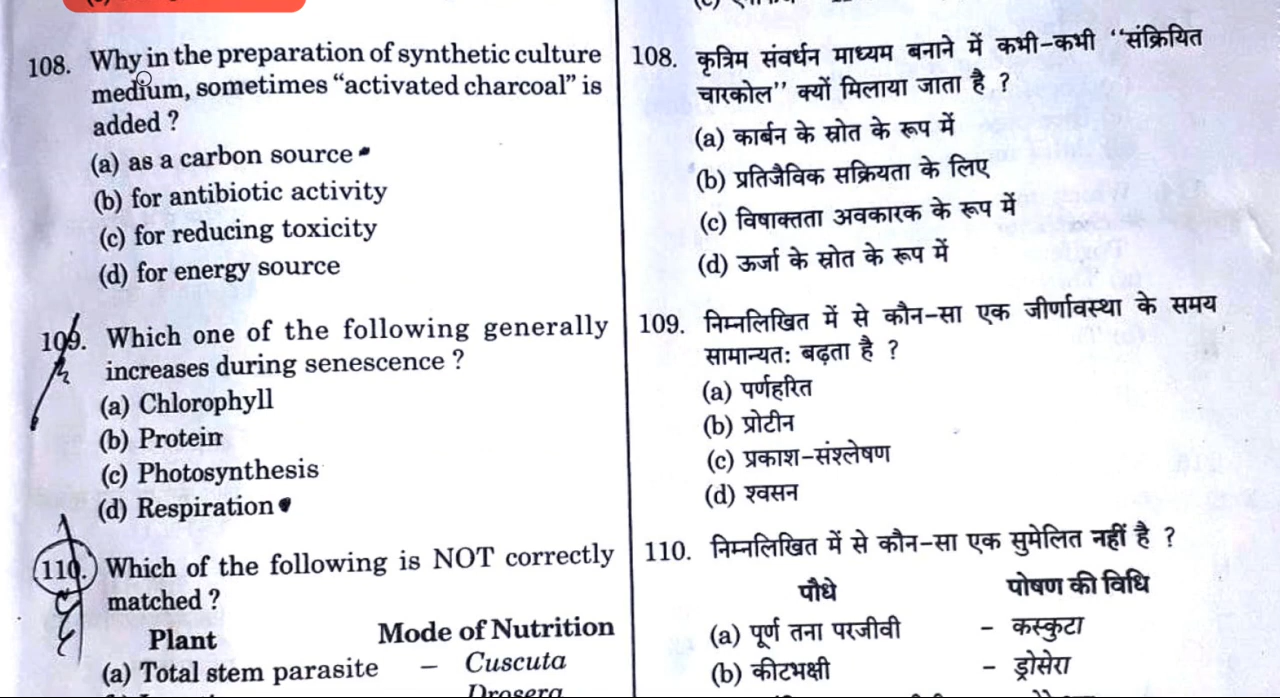 108. Why in the preparation of synthetic culture
medium, sometimes “activated charcoal” is
added ?
(a) as a carbon source
(b) for antibiotic activity
(c) for reducing toxicity
(d) for energy source
109. Which one of the following generally
increases during senescence ?
(a) Chlorophyll
(b) Protein
(c) Photosynthesis
(d) Respiration
110. Which of the following is NOT correctly
matched ?
Plant Mode of Nutrition
(a) Total stem parasite – Cuscuta
Drosera
108. कृत्रिम संवर्धन माध्यम बनाने में कभी-कभी ‘‘संक्रियित
चारकोल’’ क्यों मिलाया जाता है ?
(a) कार्बन के स्रोत के रूप में
(b) प्रतिजैविक सक्रियता के लिए
(c) विषाक्तता अवकारक के रूप में
(d) ऊर्जा के स्रोत के रूप में
109. निम्नलिखित में से कौन-सा एक जीर्णावस्था के समय
सामान्यतः बढ़ता है ?
(a) पर्णहरित
(b) प्रोटीन
(c) प्रकाश-संश्लेषण
(d) श्वसन
110. निम्नलिखित में से कौन-सा एक सुमेलित नहीं है ?
पौधे पोषण की विधि
(a) पूर्ण तना परजीवी – कस्कुटा
(b) कीटभक्षी – ड्रोसेरा